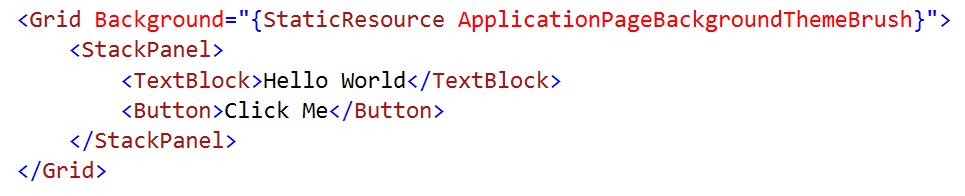 <Grid Background="{StaticResource ApplicationPageBackgroundThemeBrush}">
    <StackPanel>
        <TextBlock>Hello World</TextBlock>
        <Button>Click Me</Button>
    </StackPanel>
</Grid>